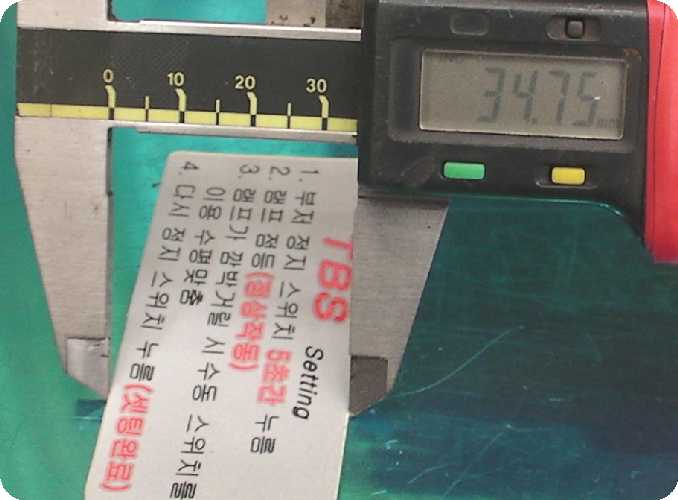 0 10 20 30
34.75 mm
TBS Setting
1. 부저 정지 스위치 5초간 누름
2. 램프 점등(정상작동)
3. 램프가 깜박거릴시 수동 스위치를
이용 수평맞춤
4. 다시 정지 스위치 누름(셋팅완료)